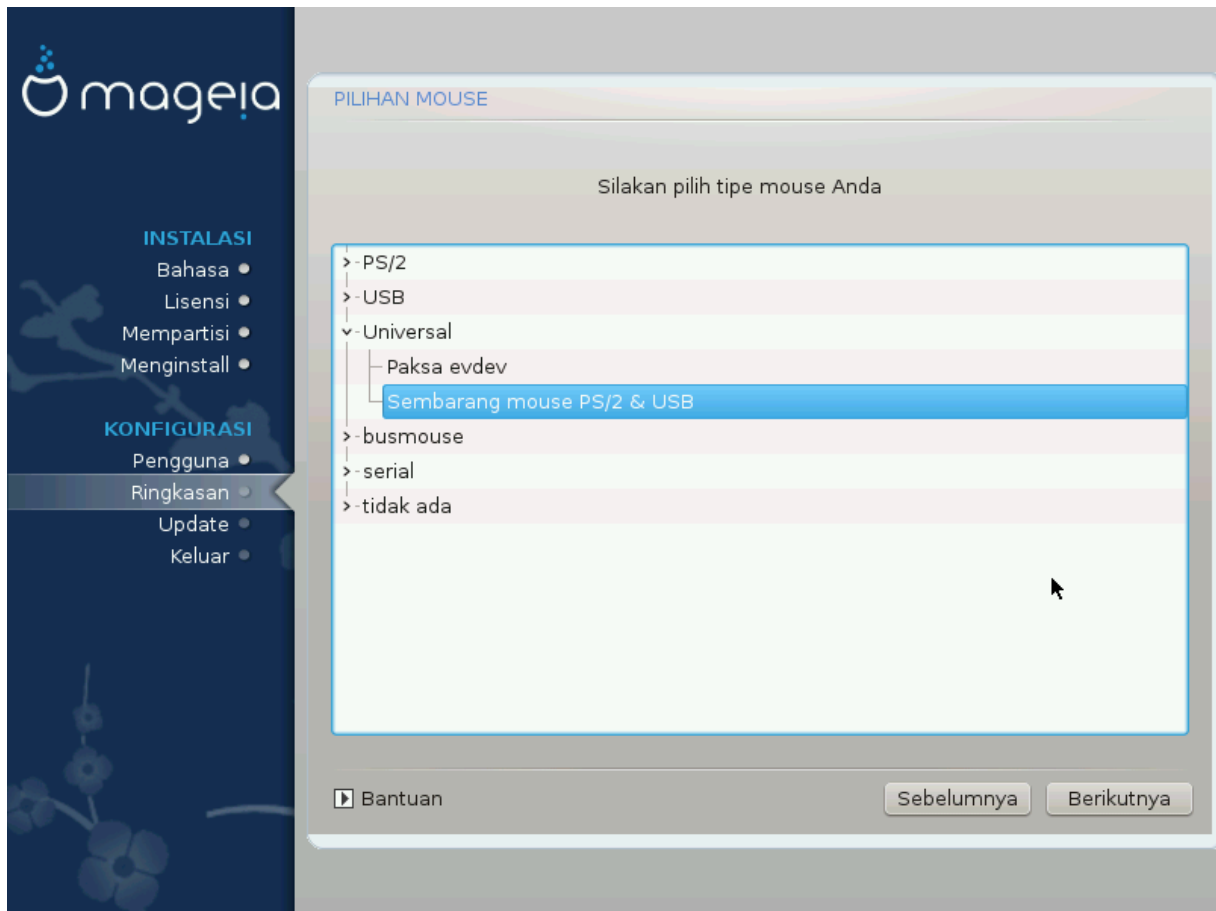 mageia
INSTALASI
Bahasa
Lisensi
Mempartisi
Menginstall
KONFIGURASI
Pengguna
Ringkasan
Update
Keluar
PILIHAN MOUSE
Silakan pilih tipe mouse Anda
PS/2
USB
Universal
Paksa evdev
Sembarang mouse PS/2 & USB
busmouse
serial
tidak ada
Bantuan
Sebelumnya
Berikutnya